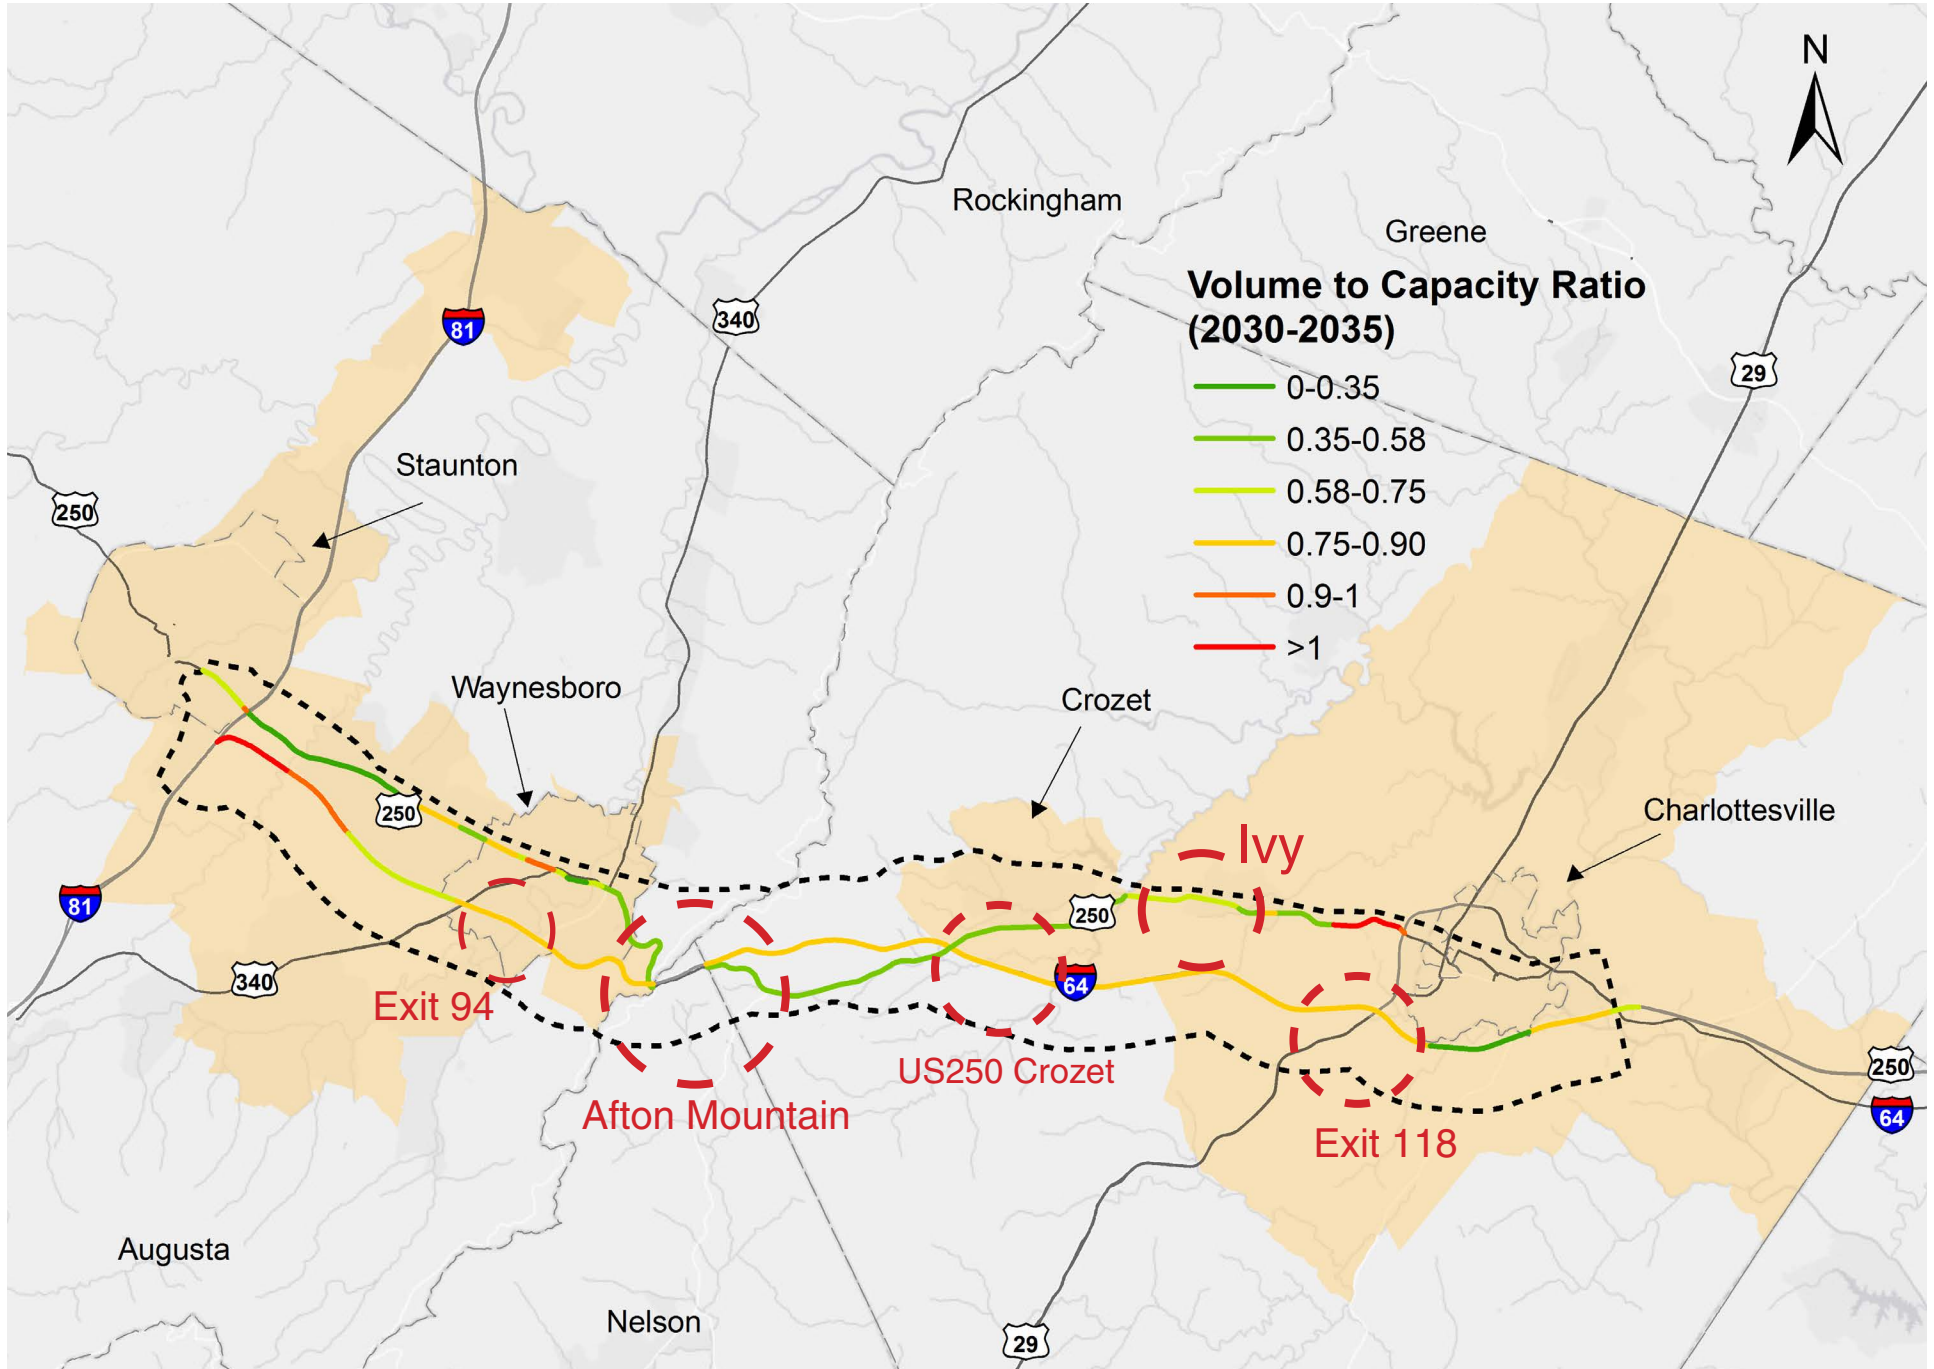 N
Rockingham
Greene
Volume to Capacity Ratio
(2030-2035)
0-0.35
0.35-0.58
0.58-0.75
0.75-0.90
0.9-1
>1
81
340
29
Staunton
250
Waynesboro
Crozet
250
Charlottesville
Ivy
81
250
340
64
Exit 94
US250 Crozet
250
Afton Mountain
64
Exit 118
Augusta
Nelson
29